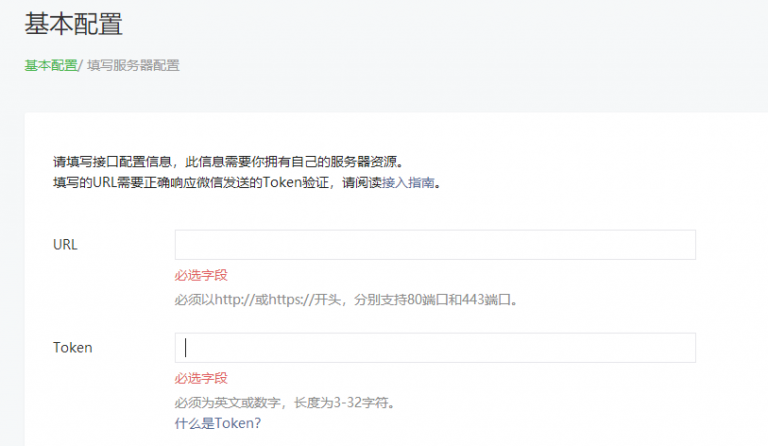 基本配置
基本配置/ 填写服务器配置
请填写接口配置信息，此信息需要你拥有自己的服务器资源。
填写的URL需要正确响应微信发送的Token验证，请阅读接入指南。
URL
必选字段
必须以http://或https://开头，分别支持80端口和443端口。
Token
必选字段
必须为英文或数字，长度为3-32字符。
什么是Token?